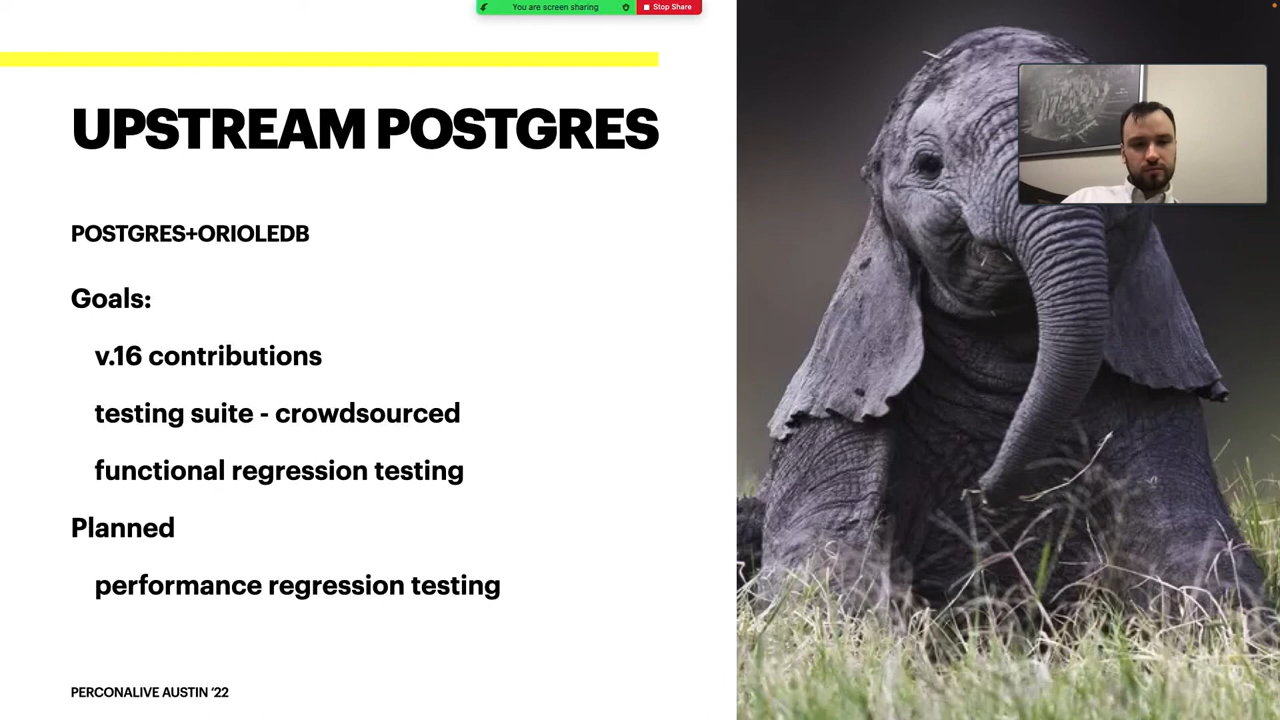 You are screen sharing
Stop Share
UPSTREAM POSTGRES
POSTGRES+ORIOLEDB
Goals:
v.16 contributions
testing suite - crowdsourced
functional regression testing
Planned
performance regression testing
PERCONALIVE AUSTIN ‘22